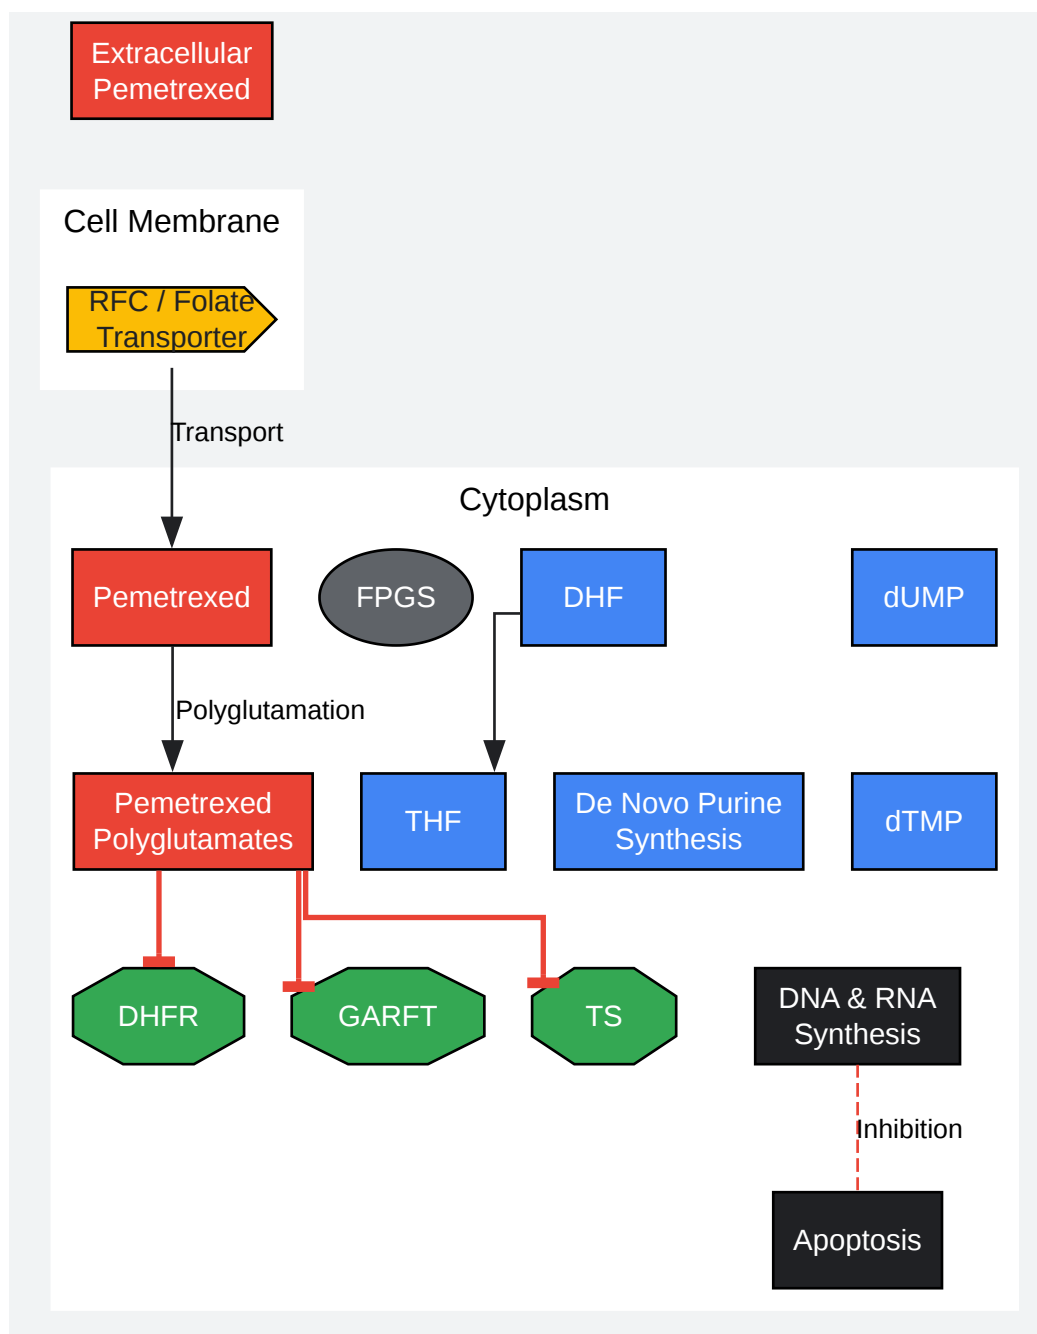 Extracellular
Pemetrexed
Cell Membrane
RFC / Folate
Transporter
Transport
Cytoplasm
Pemetrexed
FPGS
DHF
dUMP
Polyglutamation
Pemetrexed
Polyglutamates
THF
De Novo Purine
Synthesis
dTMP
DHFR
GARFT
TS
DNA & RNA
Synthesis
Inhibition
Apoptosis